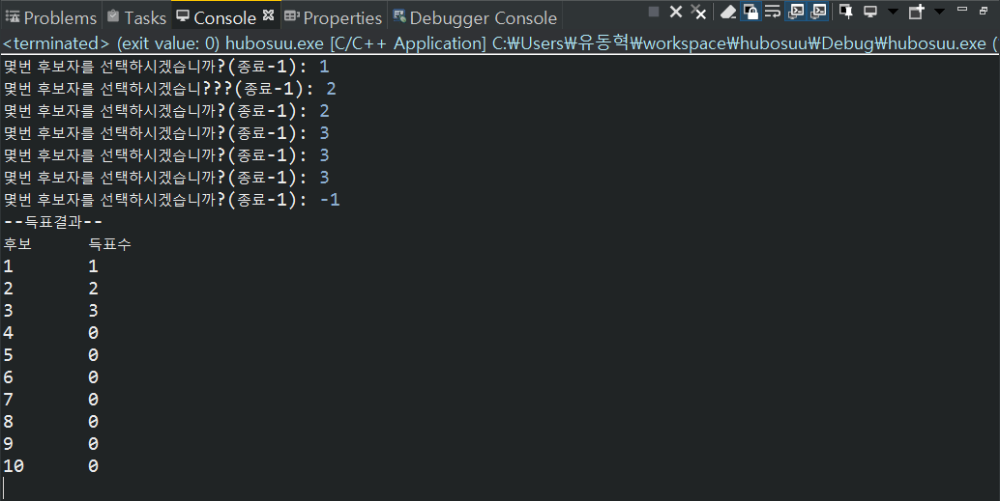 Problems Tasks Console Properties Debugger Console
<terminated> (exit value: 0) hubosuu.exe [C/C++ Application] C:₩Users₩유동혁₩workspace₩hubosuu₩Debug₩hubosuu.exe (
몇번 후보자를 선택하시겠습니까?(종료-1): 1
몇번 후보자를 선택하시겠습니???(종료-1): 2
몇번 후보자를 선택하시겠습니까?(종료-1): 2
몇번 후보자를 선택하시겠습니까?(종료-1): 3
몇번 후보자를 선택하시겠습니까?(종료-1): 3
몇번 후보자를 선택하시겠습니까?(종료-1): 3
몇번 후보자를 선택하시겠습니까?(종료-1): -1
--득표결과--
후보 득표수
1 1
2 2
3 3
4 0
5 0
6 0
7 0
8 0
9 0
10 0